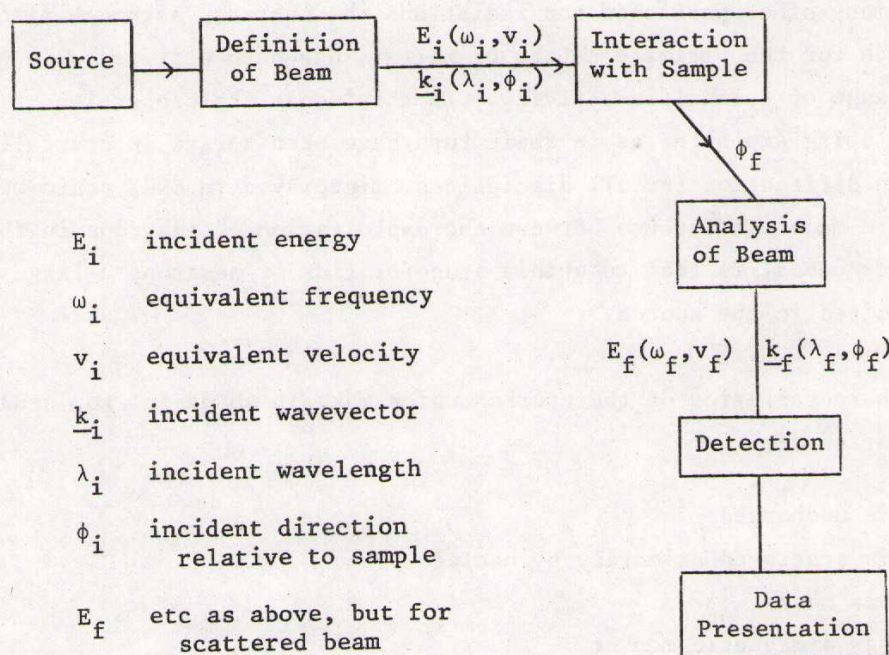 Source
Definition
of Beam
E_i(ω_i,v_i)
k_i(λ_i,φ_i)
Interaction
with Sample
φ_f
Analysis
of Beam
E_f(ω_f,v_f) k_f(λ_f,φ_f)
Detection
Data
Presentation
E_i incident energy
ω_i equivalent frequency
v_i equivalent velocity
k_i incident wavevector
λ_i incident wavelength
φ_i incident direction
relative to sample
E_f etc as above, but for
scattered beam